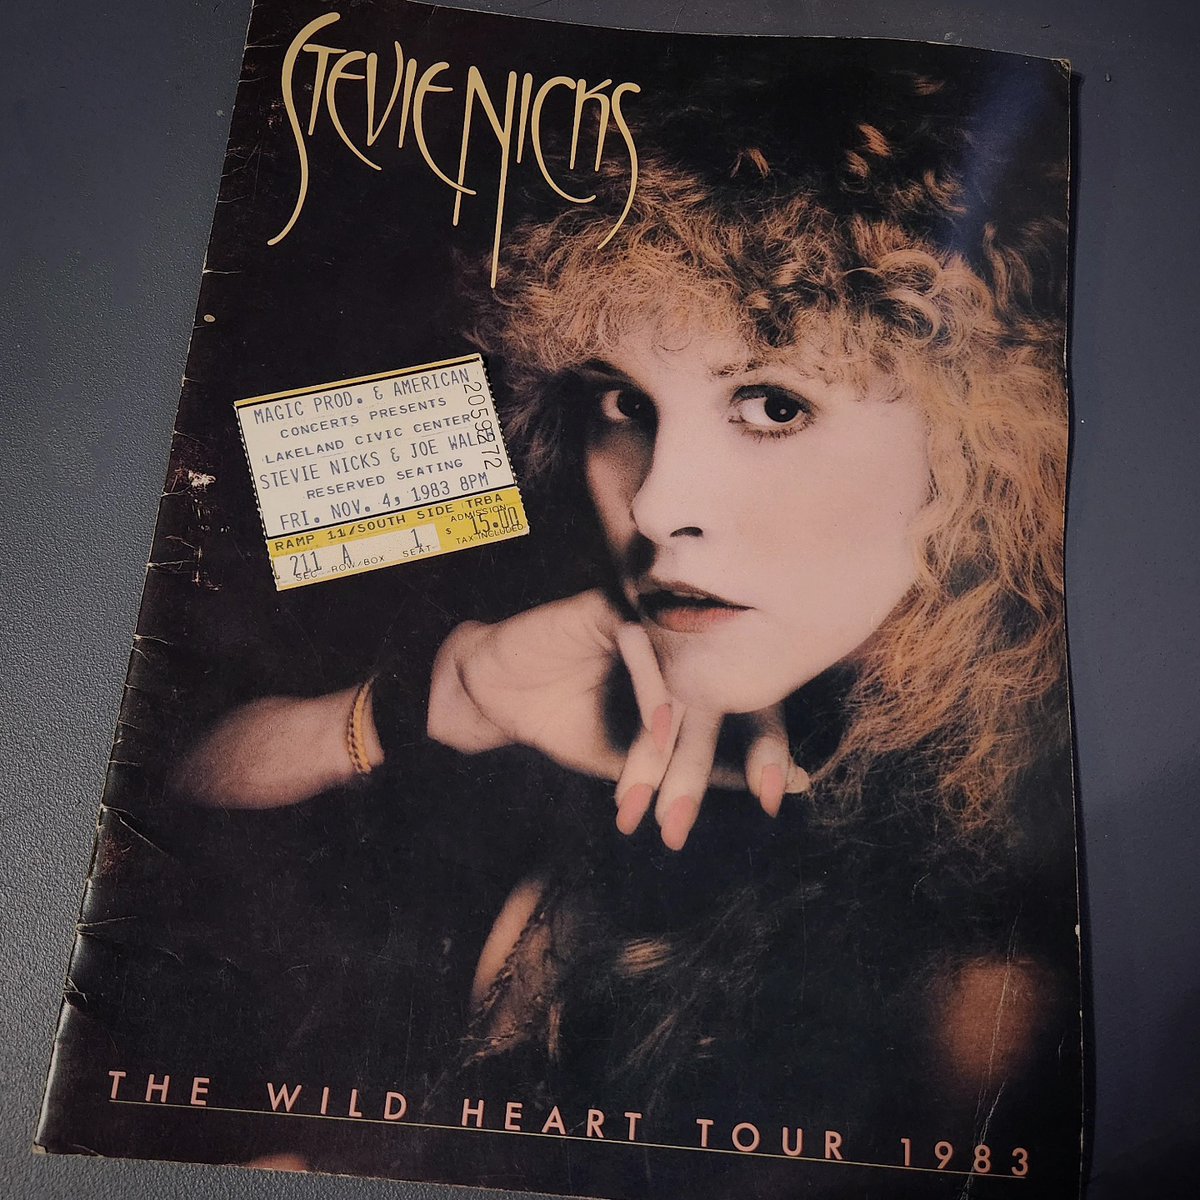 STEVIE NICKS
MAGIC PROD. & AMERICAN
CONCERTS PRESENTS
LAKELAND CIVIC CENTER
STEVIE NICKS & JOE WAL
RESERVED SEATING
FRI. NOV. 4, 1983 8PM
RAMP 11/SOUTH SIDE TRBA
ADMISSION
211 A 1 $ 15.00
SEC ROW/BOX SEAT TAX INCLUDED
THE WILD HEART TOUR 1983